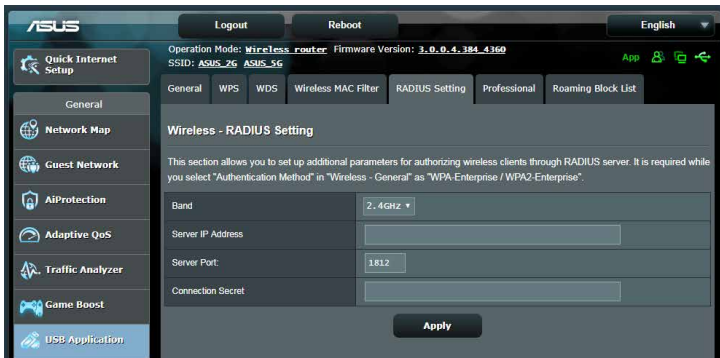 ASUS
Logout Reboot English
Quick Internet Setup
Operation Mode: Wireless router Firmware Version: 3.0.0.4.384_4360
SSID: ASUS_2G ASUS_5G
App
General WPS WDS Wireless MAC Filter RADIUS Setting Professional Roaming Block List
General
Network Map
Guest Network
AiProtection
Adaptive QoS
Traffic Analyzer
Game Boost
USB Application
Wireless - RADIUS Setting
This section allows you to set up additional parameters for authorizing wireless clients through RADIUS server. It is required while
you select "Authentication Method" in "Wireless - General" as "WPA-Enterprise / WPA2-Enterprise".
Band 2.4GHz
Server IP Address
Server Port: 1812
Connection Secret
Apply